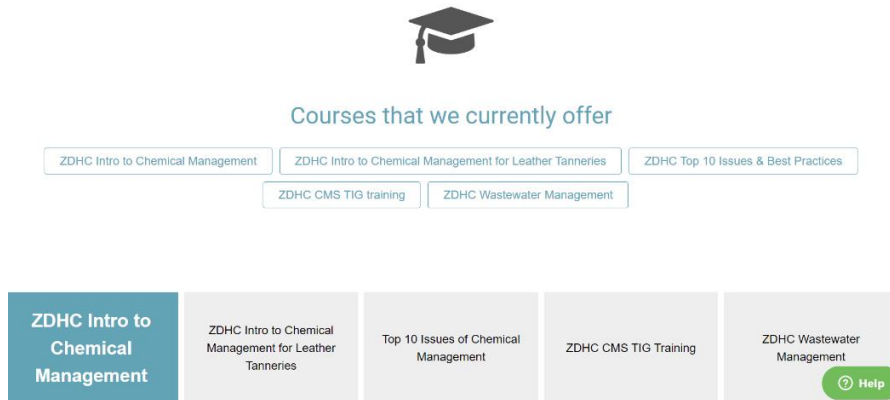 Courses that we currently offer
ZDHC Intro to Chemical Management
ZDHC Intro to Chemical Management for Leather Tanneries
ZDHC Top 10 Issues & Best Practices
ZDHC CMS TIG training
ZDHC Wastewater Management
ZDHC Intro to
Chemical
Management
ZDHC Intro to Chemical
Management for Leather
Tanneries
Top 10 Issues of Chemical
Management
ZDHC CMS TIG Training
ZDHC Wastewater
Management
Help